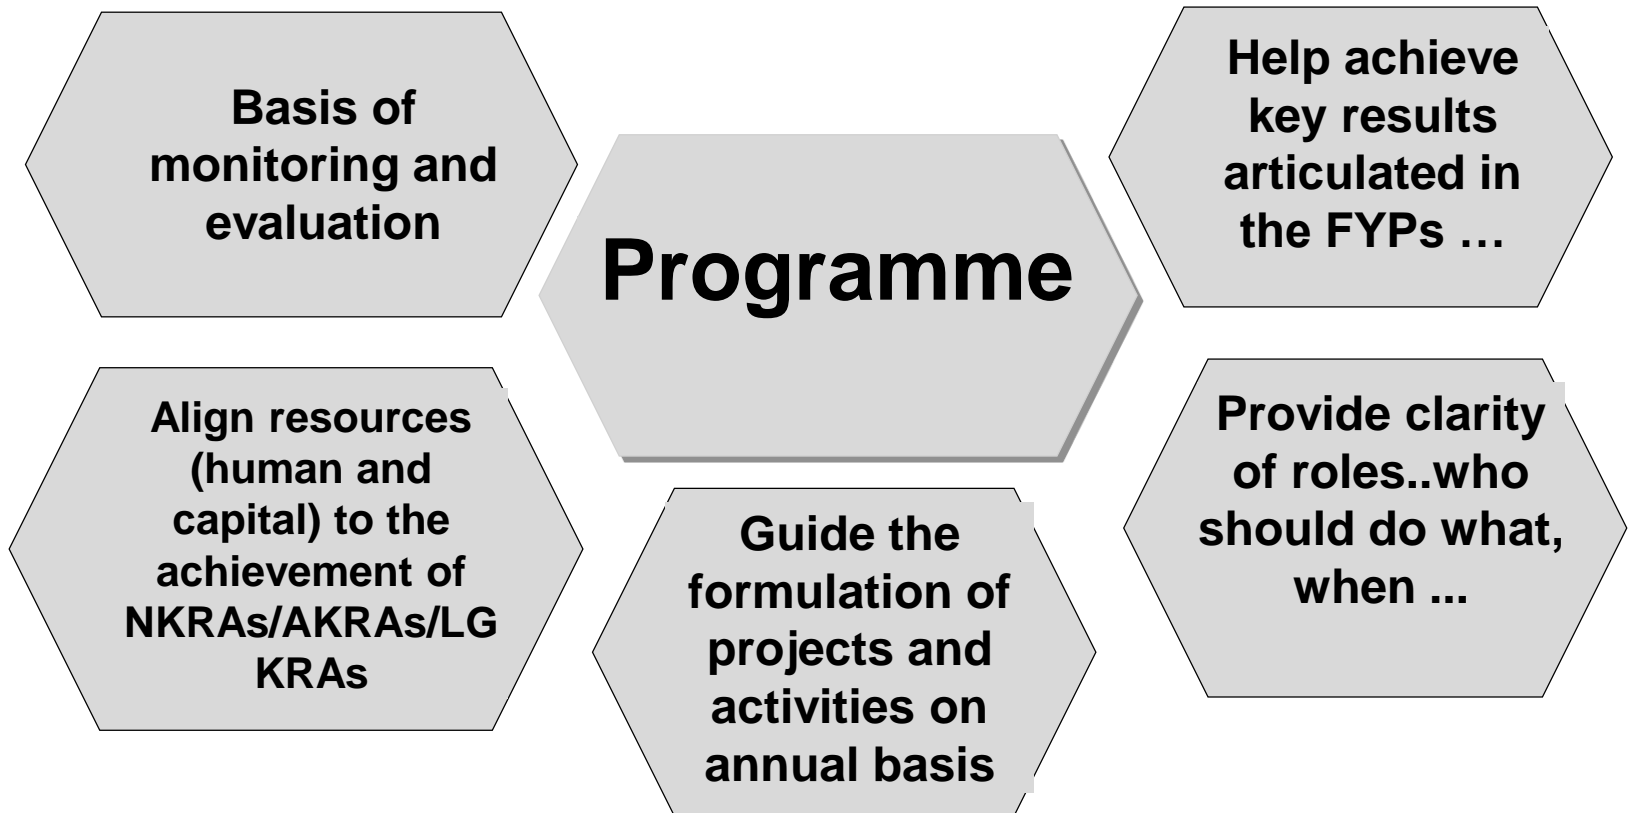 Basis of
monitoring and
evaluation
Programme
Help achieve
key results
articulated in
the FYPs …
Align resources
(human and
capital) to the
achievement of
NKRAs/AKRAs/LG
KRAs
Guide the
formulation of
projects and
activities on
annual basis
Provide clarity
of roles..who
should do what,
when ...